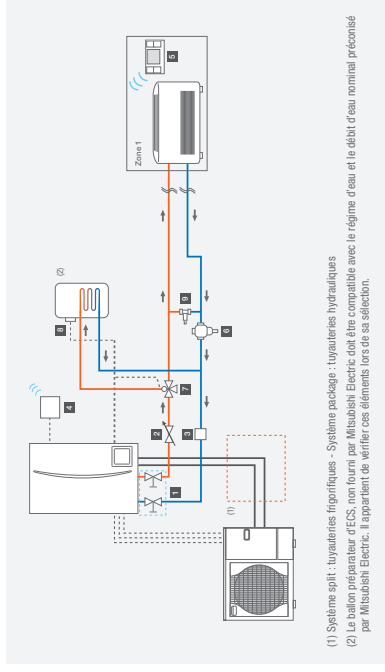 Zone 1
5
(2)
8
9
6
4
7
2
3
1
(1)
(1) Système split : tuyauteries frigorifiques - Système package : tuyauteries hydrauliques
(2) Le ballon préparateur d'ECS, non fourni par Mitsubishi Electric doit être compatible avec le régime d'eau et le débit d'eau nominal préconisé
par Mitsubishi Electric. Il appartient de vérifier ces éléments lors de sa sélection.